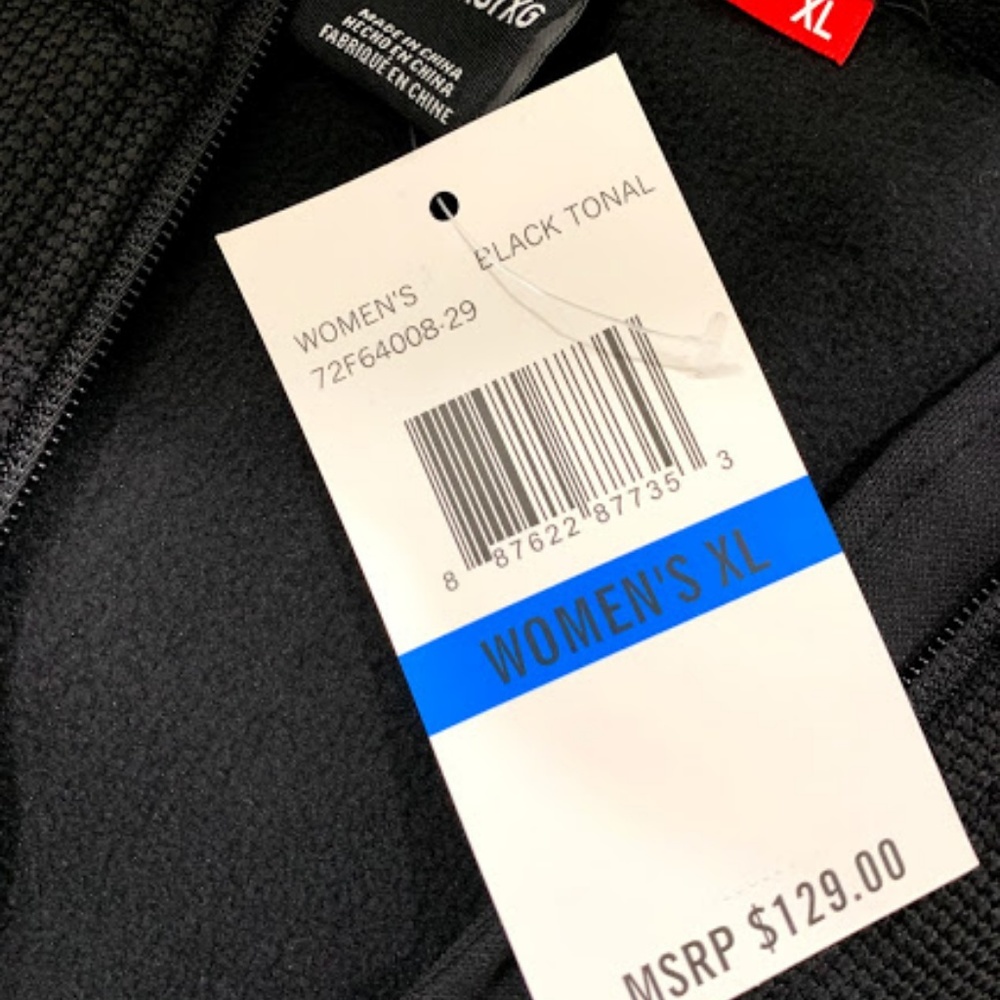 MADE IN CHINA
HECHO EN CHINA
FABRIQUÉ EN CHINE
XL
BLACK TONAL
WOMEN'S
72F64008-29
8 87622 87735 3
WOMEN'S XL
MSRP $129.00